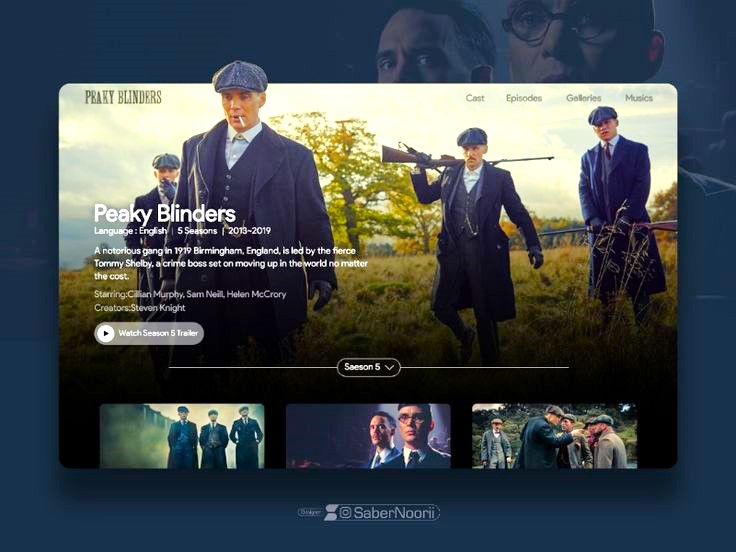 PEAKY BLINDERS
Cast Episodes Galleries Musics
Peaky Blinders
Language : English | 5 Seasons | 2013~2019
A notorious gang in 1919 Birmingham, England, is led by the fierce
Tommy Shelby, a crime boss set on moving up in the world no matter
the cost.
Starring:Cillian Murphy, Sam Neill, Helen McCrory
Creators:Steven Knight
Watch Season 5 Trailer
Saeson 5
Designer SaberNoorii